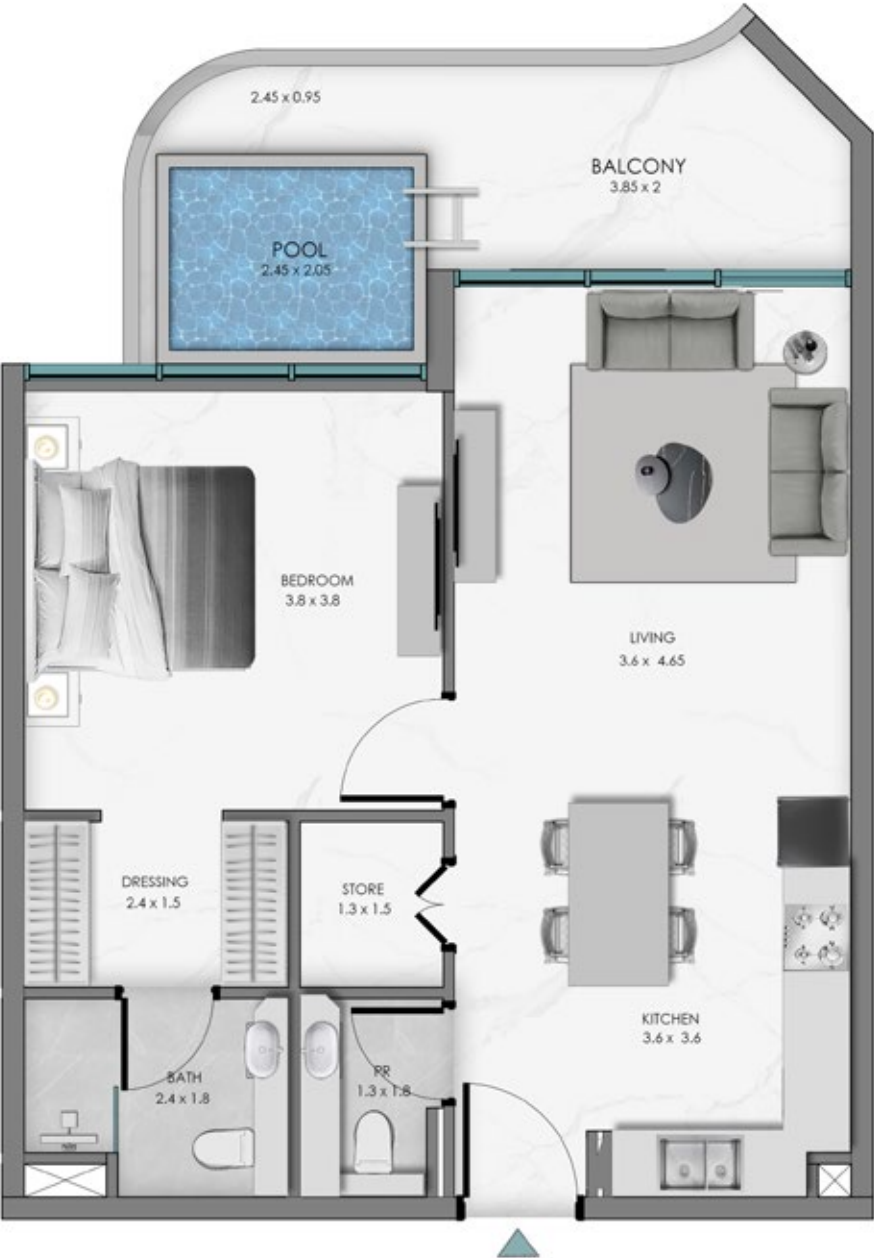 2.45 x 0.95
BALCONY
3.85 x 2
POOL
2.45 x 2.05
BEDROOM
3.8 x 3.8
LIVING
3.6 x 4.65
DRESSING
2.4 x 1.5
STORE
1.3 x 1.5
KITCHEN
3.6 x 3.6
BATH
2.4 x 1.8
PR
1.3 x 1.8